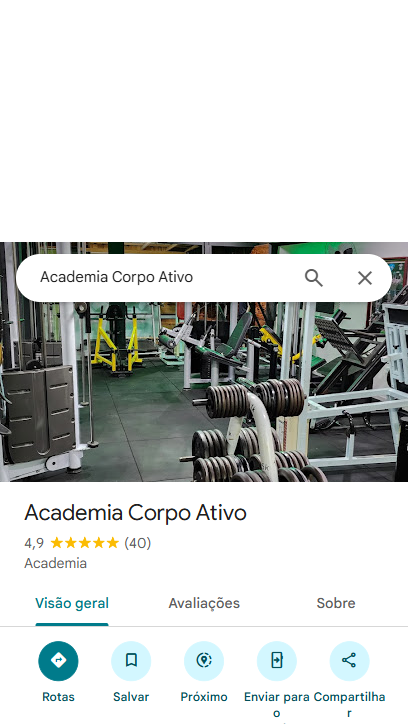 Academia Corpo Ativo
Academia Corpo Ativo
4,9 (40)
Academia
Visão geral Avaliações Sobre
Rotas Salvar Próximo Enviar para o Compartilhar